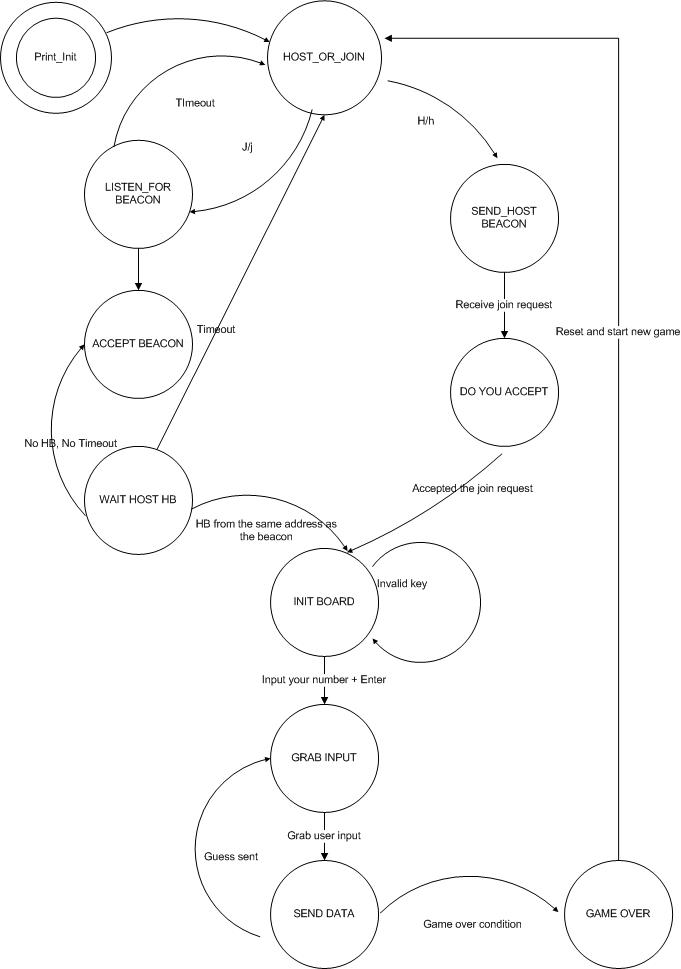 Print_Init
HOST_OR_JOIN
TImeout
H/h
J/j
LISTEN_FOR
BEACON
SEND_HOST
BEACON
Receive join request
Timeout
Reset and start new game
ACCEPT BEACON
DO YOU ACCEPT
No HB, No Timeout
Accepted the join request
WAIT HOST HB
HB from the same address as
the beacon
Invalid key
INIT BOARD
Input your number + Enter
GRAB INPUT
Grab user input
Guess sent
SEND DATA
GAME OVER
Game over condition